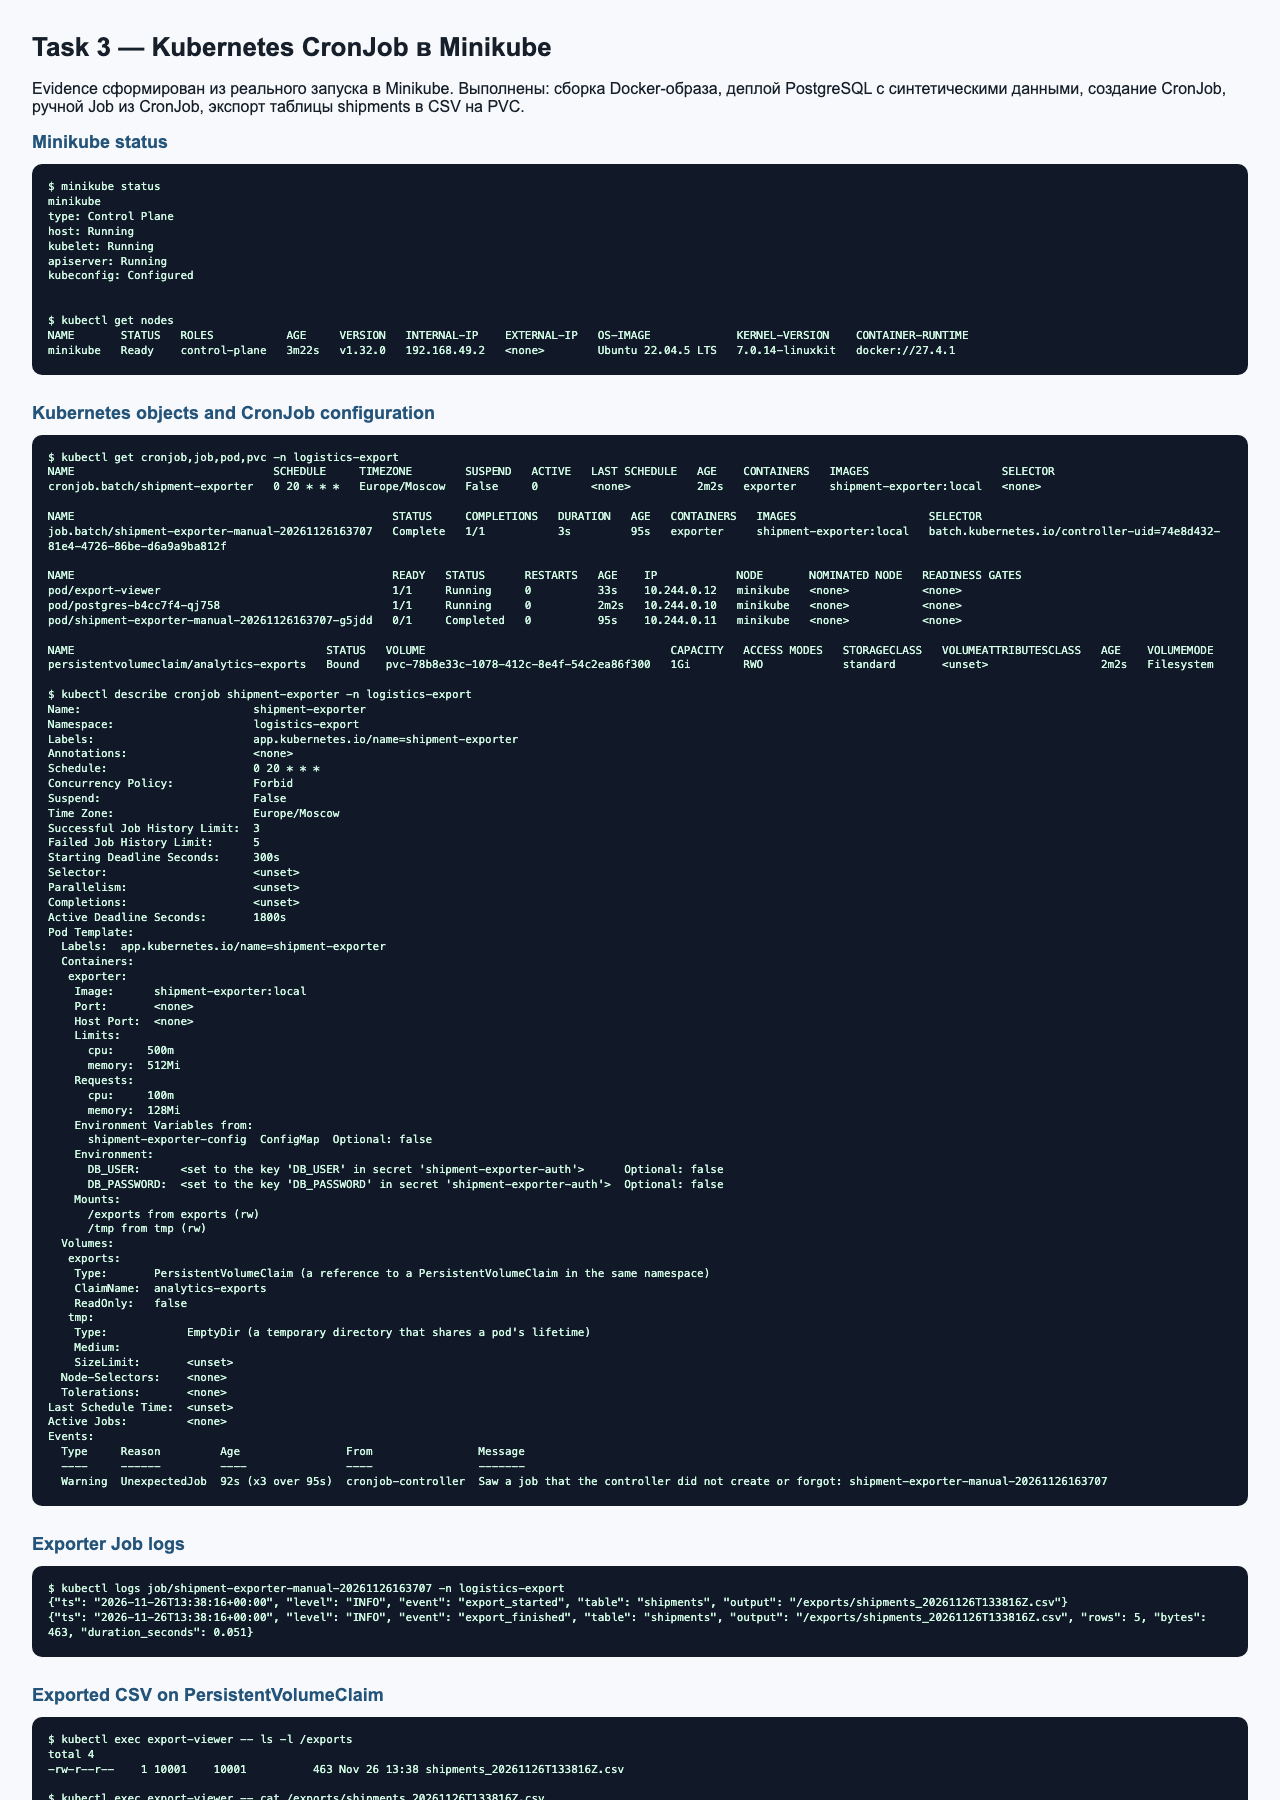 Task 3 — Kubernetes CronJob в Minikube
Evidence сформирован из реального запуска в Minikube. Выполнены: сборка Docker-образа, деплой PostgreSQL с синтетическими данными, создание CronJob,
ручной Job из CronJob, экспорт таблицы shipments в CSV на PVC.
Minikube status
$ minikube status
minikube
type: Control Plane
host: Running
kubelet: Running
apiserver: Running
kubeconfig: Configured
$ kubectl get nodes
NAME       STATUS   ROLES           AGE     VERSION   INTERNAL-IP    EXTERNAL-IP   OS-IMAGE             KERNEL-VERSION    CONTAINER-RUNTIME
minikube   Ready    control-plane   3m22s   v1.32.0   192.168.49.2   <none>        Ubuntu 22.04.5 LTS   7.0.14-linuxkit   docker://27.4.1
Kubernetes objects and CronJob configuration
$ kubectl get cronjob,job,pod,pvc -n logistics-export
NAME                              SCHEDULE     TIMEZONE        SUSPEND   ACTIVE   LAST SCHEDULE   AGE    CONTAINERS   IMAGES                    SELECTOR
cronjob.batch/shipment-exporter   0 20 * * *   Europe/Moscow   False     0        <none>          2m2s   exporter     shipment-exporter:local   <none>
NAME                                                STATUS     COMPLETIONS   DURATION   AGE   CONTAINERS   IMAGES                    SELECTOR
job.batch/shipment-exporter-manual-20261126163707   Complete   1/1           3s         95s   exporter     shipment-exporter:local   batch.kubernetes.io/controller-uid=74e8d432-
81e4-4726-86be-d6a9a9ba812f
NAME                                                READY   STATUS      RESTARTS   AGE    IP            NODE       NOMINATED NODE   READINESS GATES
pod/export-viewer                                   1/1     Running     0          33s    10.244.0.12   minikube   <none>           <none>
pod/postgres-b4cc7f4-qj758                          1/1     Running     0          2m2s   10.244.0.10   minikube   <none>           <none>
pod/shipment-exporter-manual-20261126163707-g5jdd   0/1     Completed   0          95s    10.244.0.11   minikube   <none>           <none>
NAME                                      STATUS   VOLUME                                     CAPACITY   ACCESS MODES   STORAGECLASS   VOLUMEATTRIBUTESCLASS   AGE    VOLUMEMODE
persistentvolumeclaim/analytics-exports   Bound    pvc-78b8e33c-1078-412c-8e4f-54c2ea86f300   1Gi        RWO            standard       <unset>                 2m2s   Filesystem
$ kubectl describe cronjob shipment-exporter -n logistics-export
Name:                          shipment-exporter
Namespace:                     logistics-export
Labels:                        app.kubernetes.io/name=shipment-exporter
Annotations:                   <none>
Schedule:                      0 20 * * *
Concurrency Policy:            Forbid
Suspend:                       False
Time Zone:                     Europe/Moscow
Successful Job History Limit:  3
Failed Job History Limit:      5
Starting Deadline Seconds:     300s
Selector:                      <unset>
Parallelism:                   <unset>
Completions:                   <unset>
Active Deadline Seconds:       1800s
Pod Template:
  Labels:  app.kubernetes.io/name=shipment-exporter
  Containers:
   exporter:
    Image:      shipment-exporter:local
    Port:       <none>
    Host Port:  <none>
    Limits:
      cpu:     500m
      memory:  512Mi
    Requests:
      cpu:     100m
      memory:  128Mi
    Environment Variables from:
      shipment-exporter-config  ConfigMap  Optional: false
    Environment:
      DB_USER:      <set to the key 'DB_USER' in secret 'shipment-exporter-auth'>      Optional: false
      DB_PASSWORD:  <set to the key 'DB_PASSWORD' in secret 'shipment-exporter-auth'>  Optional: false
    Mounts:
      /exports from exports (rw)
      /tmp from tmp (rw)
  Volumes:
   exports:
    Type:       PersistentVolumeClaim (a reference to a PersistentVolumeClaim in the same namespace)
    ClaimName:  analytics-exports
    ReadOnly:   false
   tmp:
    Type:            EmptyDir (a temporary directory that shares a pod's lifetime)
    Medium:
    SizeLimit:       <unset>
  Node-Selectors:    <none>
  Tolerations:       <none>
Last Schedule Time:  <unset>
Active Jobs:         <none>
Events:
  Type     Reason         Age                From                Message
  ----     ------         ----               ----                -------
  Warning  UnexpectedJob  92s (x3 over 95s)  cronjob-controller  Saw a job that the controller did not create or forgot: shipment-exporter-manual-20261126163707
Exporter Job logs
$ kubectl logs job/shipment-exporter-manual-20261126163707 -n logistics-export
{"ts": "2026-11-26T13:38:16+00:00", "level": "INFO", "event": "export_started", "table": "shipments", "output": "/exports/shipments_20261126T133816Z.csv"}
{"ts": "2026-11-26T13:38:16+00:00", "level": "INFO", "event": "export_finished", "table": "shipments", "output": "/exports/shipments_20261126T133816Z.csv", "rows": 5, "bytes":
463, "duration_seconds": 0.051}
Exported CSV on PersistentVolumeClaim
$ kubectl exec export-viewer -- ls -l /exports
total 4
-rw-r--r--    1 10001    10001          463 Nov 26 13:38 shipments_20261126T133816Z.csv
$ kubectl exec export-viewer -- cat /exports/shipments_20261126T133816Z.csv